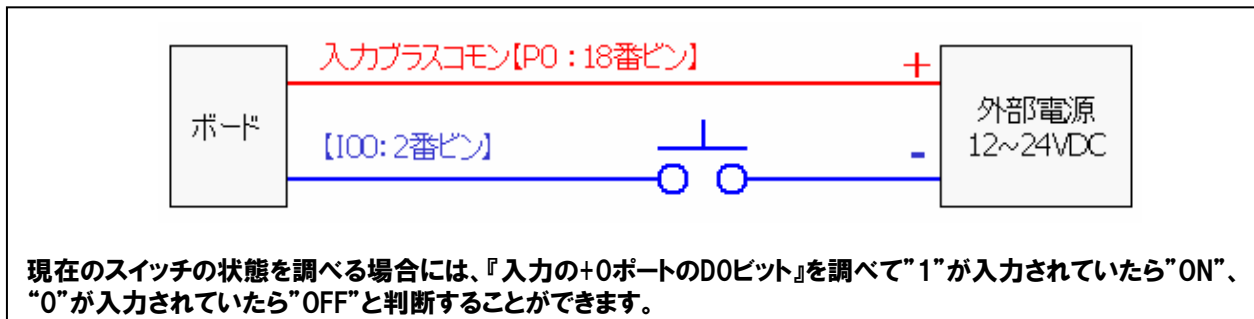 入力プラスコモン【P0：18番ピン】
+
ボード
外部電源
12~24VDC
【I00：2番ピン】
-
現在のスイッチの状態を調べる場合には、『入力の+0ポートのD0ビット』を調べて”1”が入力されていたら”ON”、
“0”が入力されていたら”OFF”と判断することができます。